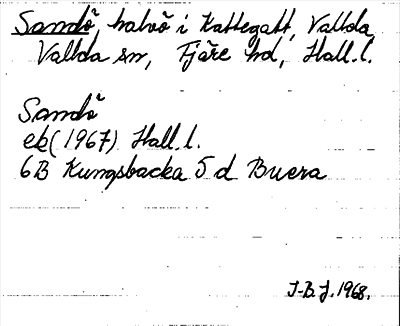 Sandö, halvö i Kattegatt, Vallda,
Vallda sn, Fjäre hd, Hall.l.
Sandö
ek (1967) Hall.l.
6B Kungsbacka 5 d Buera
J-B.J. 1968.